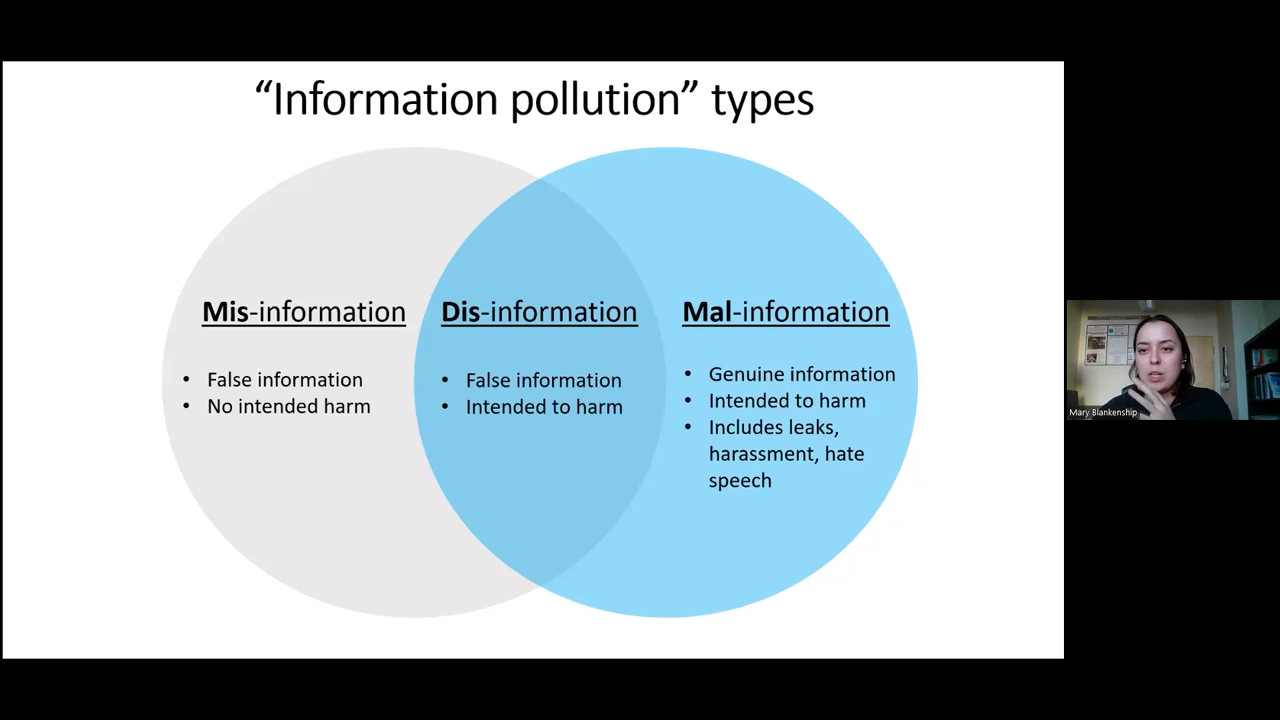 “Information pollution” types
Mis-information
• False information
• No intended harm
Dis-information
• False information
• Intended to harm
Mal-information
• Genuine information
• Intended to harm
• Includes leaks,
harassment, hate
speech
Mary Blankenship